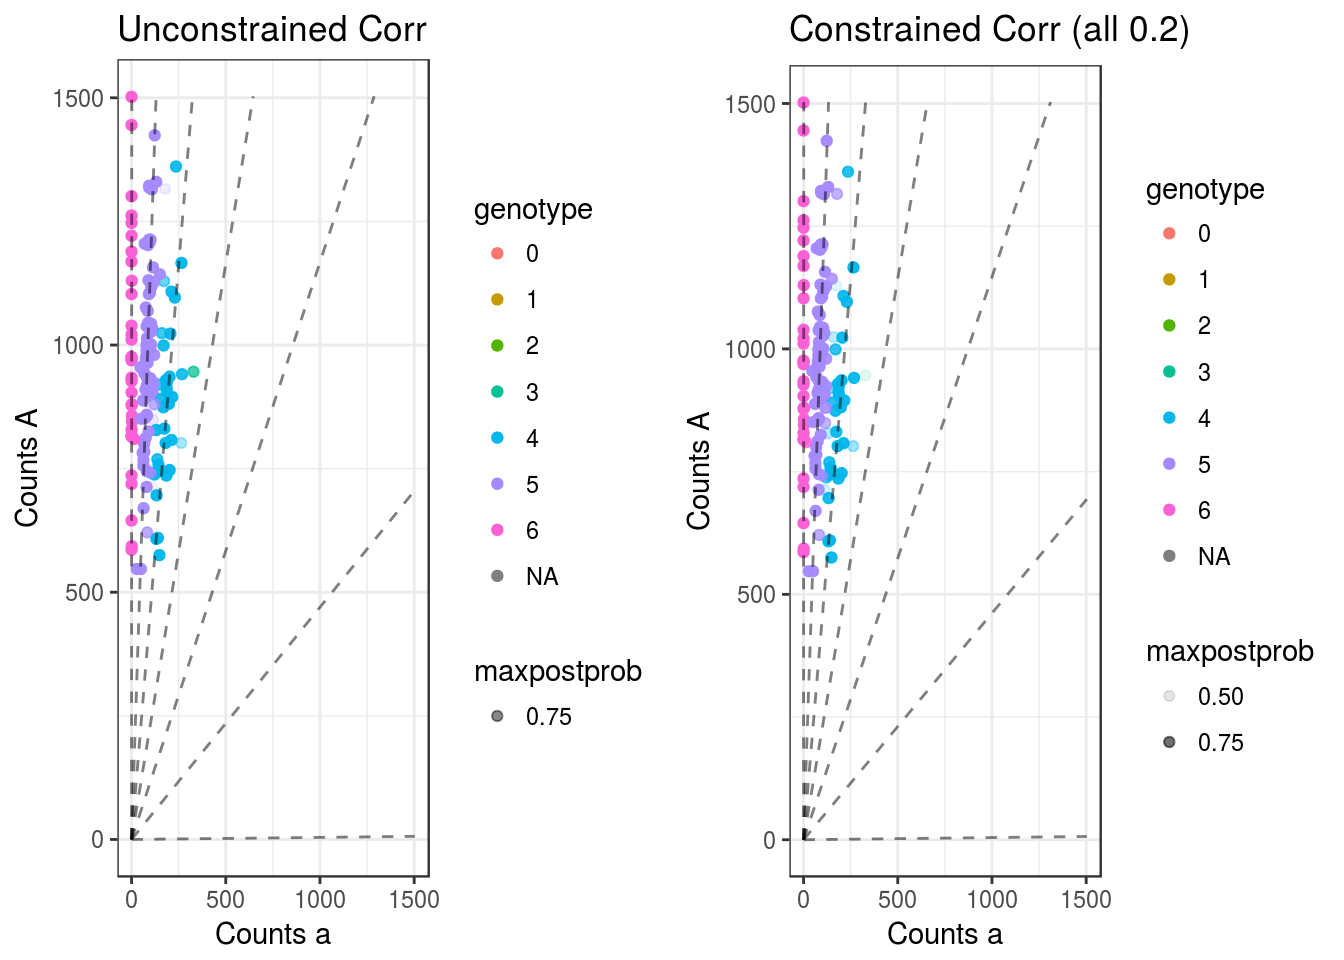 Unconstrained Corr
Counts A
1500
1000
500
0
0 500 1000 1500
Counts a
genotype
0
1
2
3
4
5
6
NA
maxpostprob
0.75
Constrained Corr (all 0.2)
Counts A
1500
1000
500
0
0 500 1000 1500
Counts a
genotype
0
1
2
3
4
5
6
NA
maxpostprob
0.50
0.75